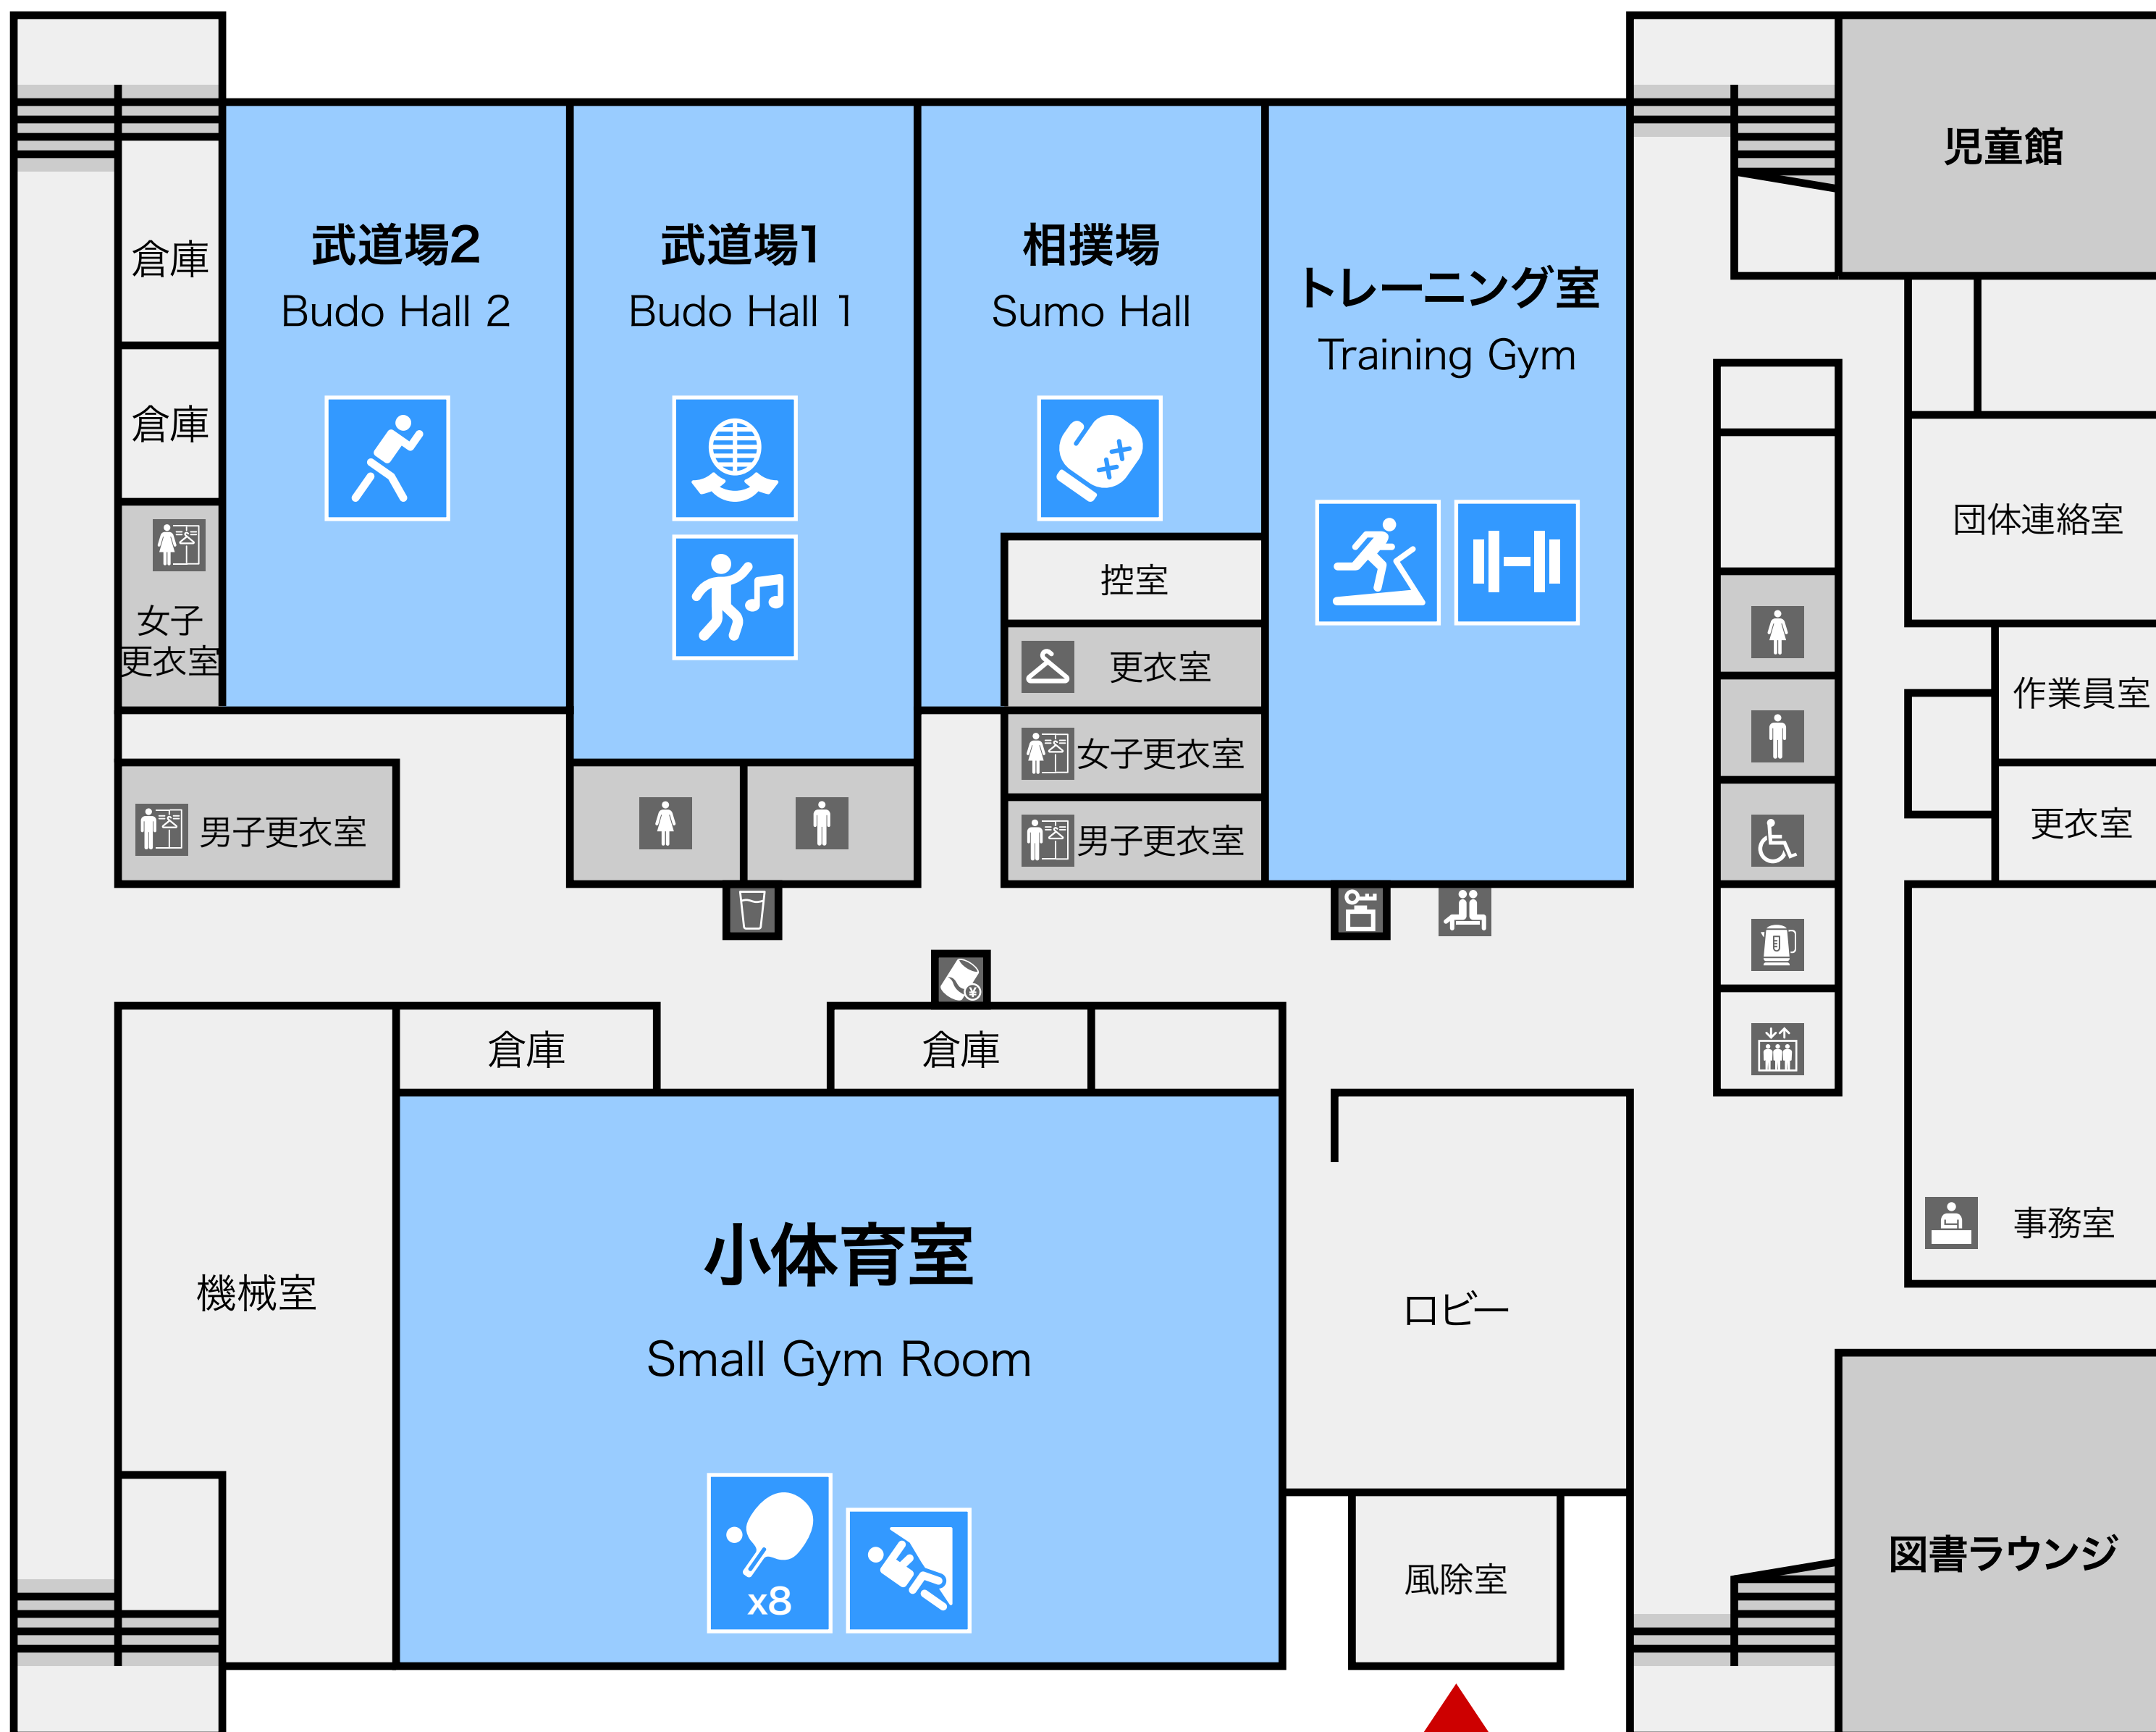 児童館
武道場2
Budo Hall 2
武道場1
Budo Hall 1
相撲場
Sumo Hall
トレーニング室
Training Gym
倉庫
倉庫
女子
更衣室
男子更衣室
控室
更衣室
女子更衣室
男子更衣室
団体連絡室
作業員室
更衣室
事務室
倉庫
倉庫
¥
機械室
小体育室
Small Gym Room
x8
ロビー
風除室
図書ラウンジ